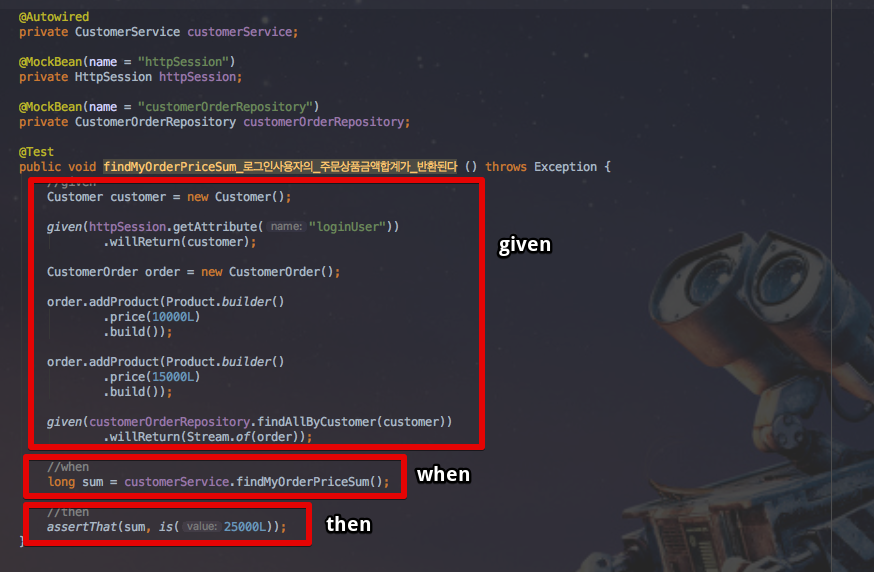 @Autowired
private CustomerService customerService;
@MockBean(name = "httpSession")
private HttpSession httpSession;
@MockBean(name = "customerOrderRepository")
private CustomerOrderRepository customerOrderRepository;
@Test
public void findMyOrderPriceSum_로그인사용자의_주문상품금액합계가_반환된다 () throws Exception {
//given
Customer customer = new Customer();
given(httpSession.getAttribute( name: "loginUser"))
.willReturn(customer);
given
CustomerOrder order = new CustomerOrder();
order.addProduct(Product.builder()
.price(10000L)
.build());
order.addProduct(Product.builder()
.price(15000L)
.build());
given(customerOrderRepository.findAllByCustomer(customer))
.willReturn(Stream.of(order));
//when
long sum = customerService.findMyOrderPriceSum();
when
//then
assertThat(sum, is( value: 25000L));
then
}